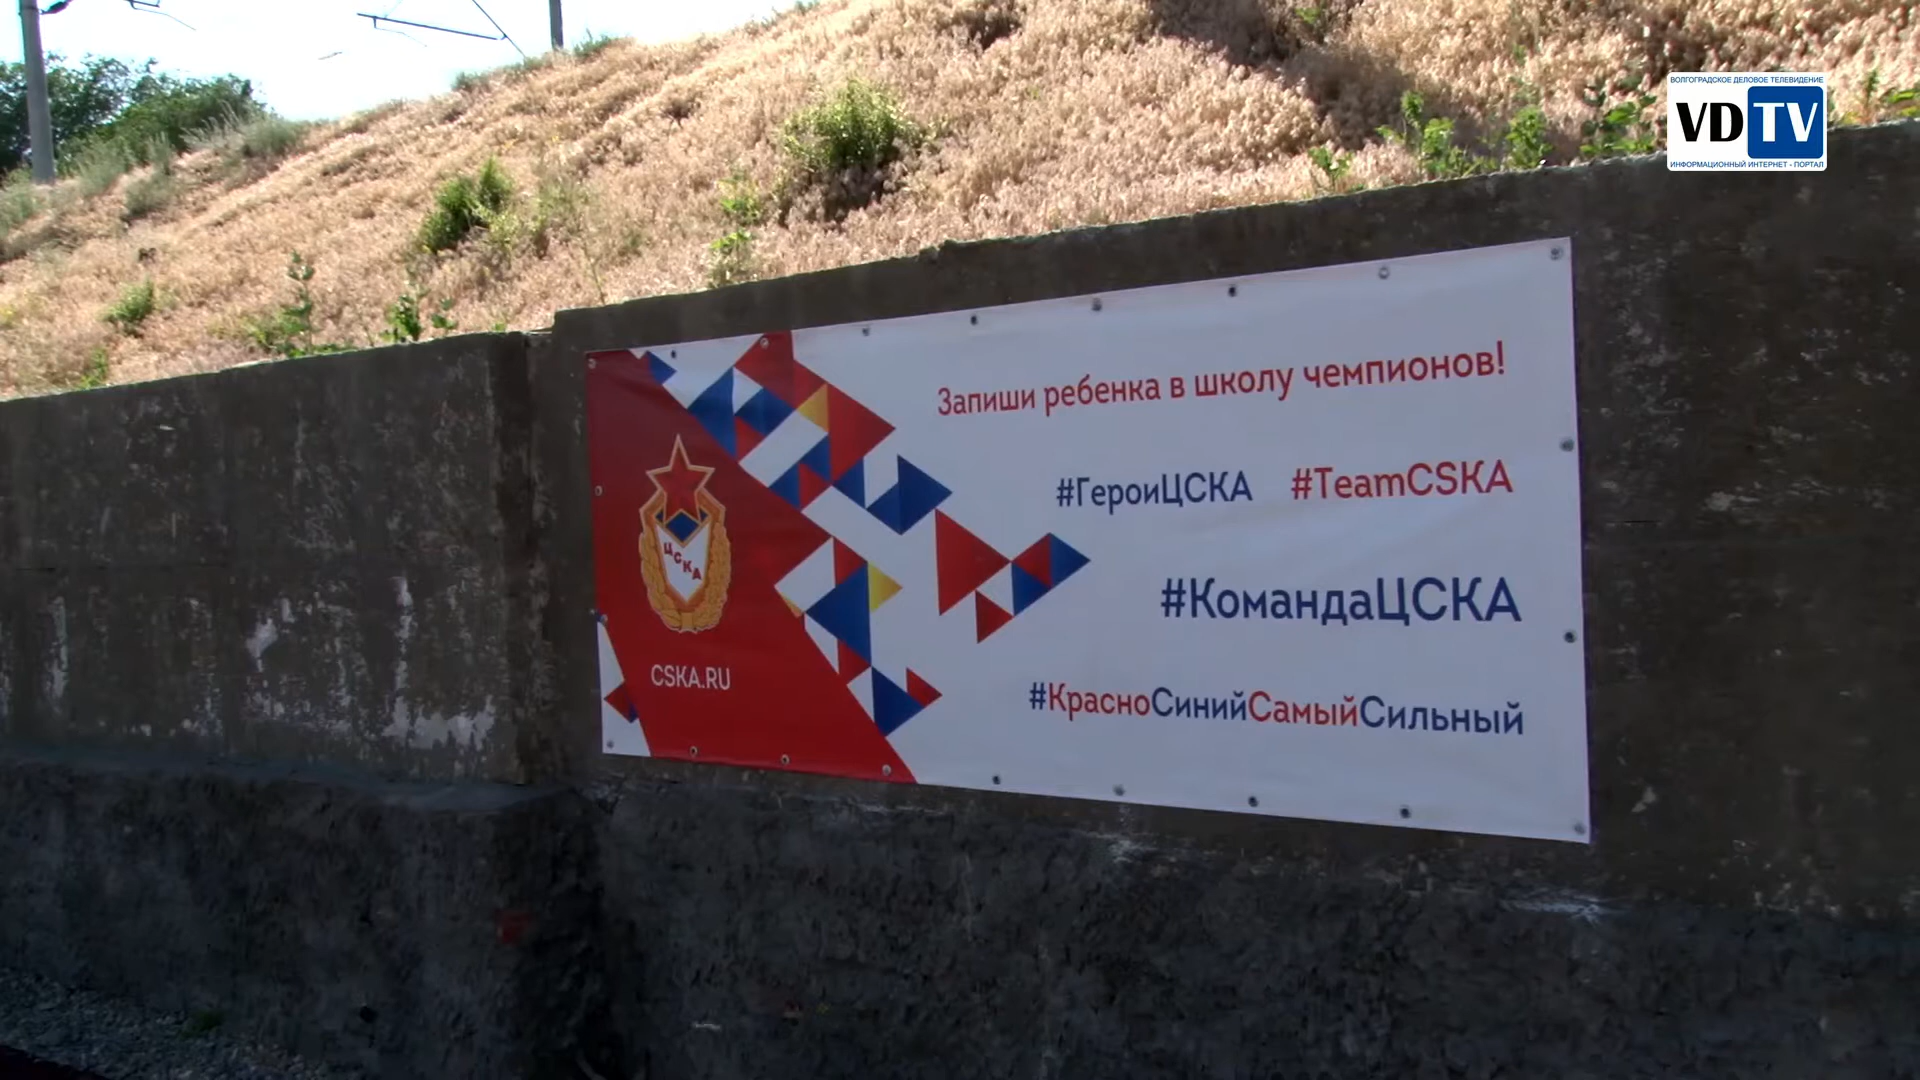 ВОЛГОГРАДСКОЕ ДЕЛОВОЕ ТЕЛЕВИДЕНИЕ
VDTV
ИНФОРМАЦИОННЫЙ ИНТЕРНЕТ - ПОРТАЛ
Запиши ребенка в школу чемпионов!
#ГероиЦСКА #TeamCSKA
ЦСКА
#КомандаЦСКА
CSKA.RU
#КрасноСинийСамыйСильный